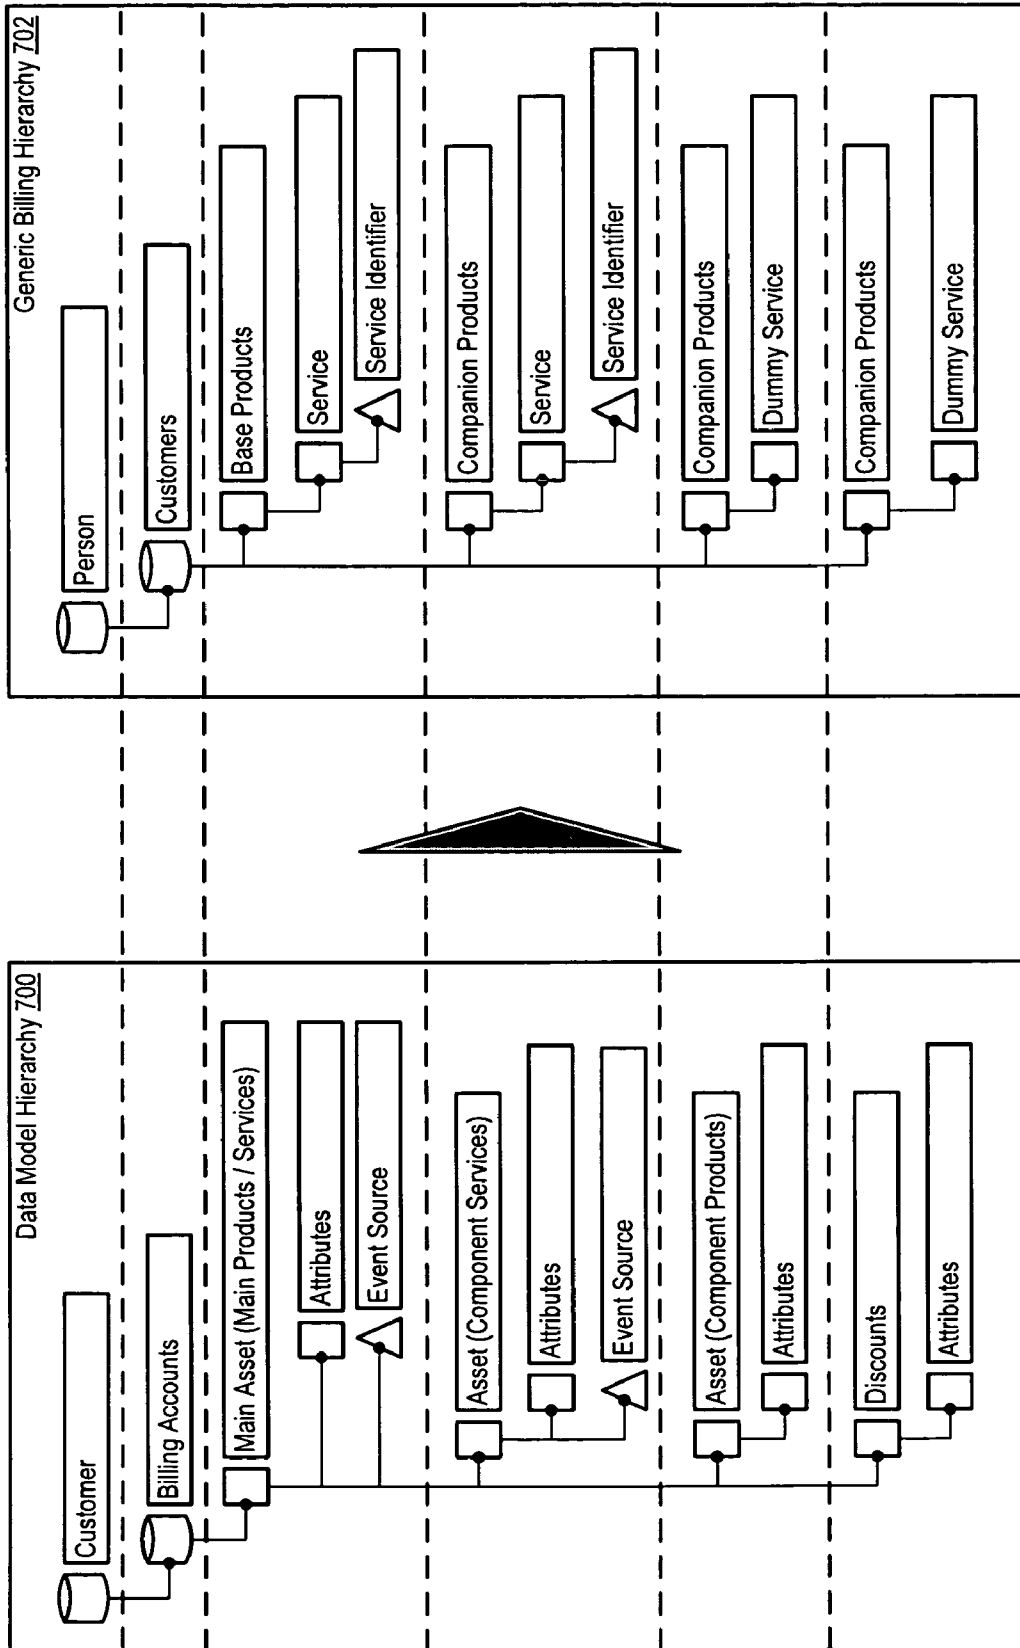 Data Model Hierarchy 700
Customer
Billing Accounts
Main Asset (Main Products / Services)
Attributes
Event Source
Asset (Component Services)
Attributes
Event Source
Asset (Component Products)
Attributes
Discounts
Attributes
Generic Billing Hierarchy 702
Person
Customers
Base Products
Service
Service Identifier
Companion Products
Service
Service Identifier
Companion Products
Dummy Service
Companion Products
Dummy Service